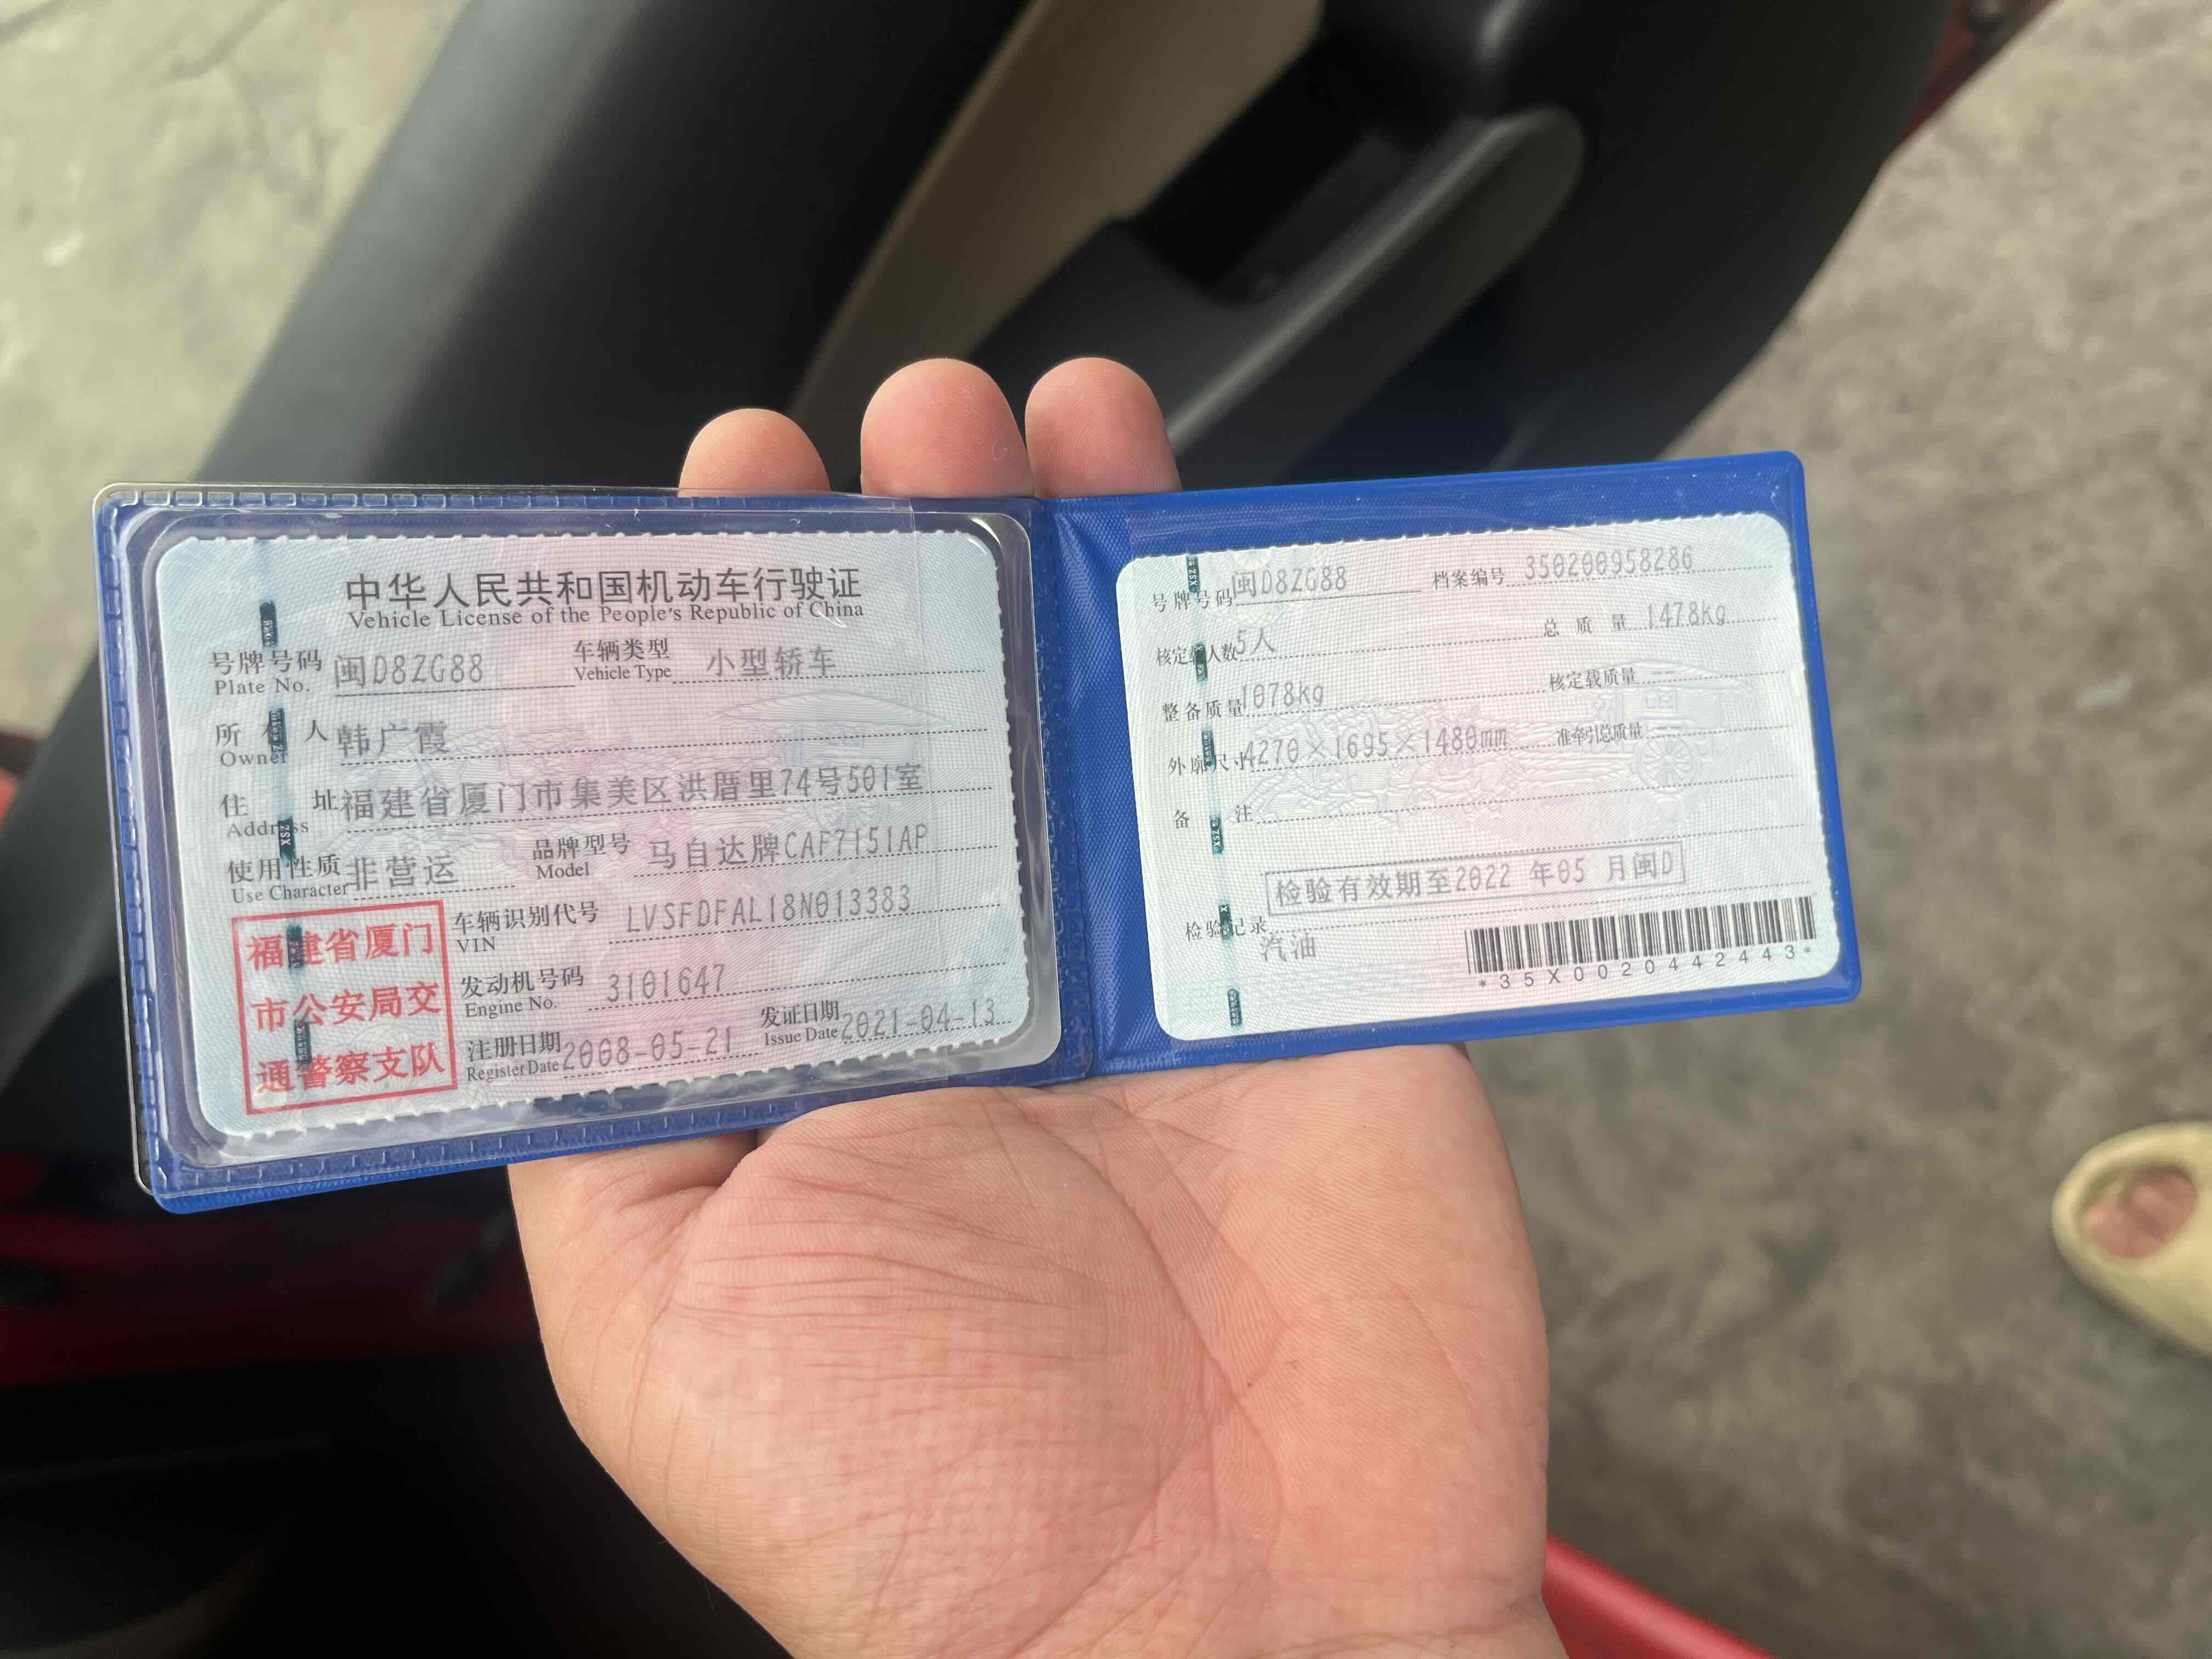 中华人民共和国机动车行驶证
Vehicle License of the People's Republic of China
号牌号码 闽D8ZG88 车辆类型 小型轿车
Plate No. Vehicle Type
所有人 韩广霞
Owner
住址 福建省厦门市集美区洪厝里74号501室
Address
使用性质 非营运 品牌型号 马自达牌CAF7151AP
Use Character Model
福建省厦门
市公安局交
通警察支队
车辆识别代号 LVSFDFAL18N013383
VIN
发动机号码 3101647
Engine No.
注册日期 2008-05-21 发证日期 2021-04-13
Register Date Issue Date
号牌号码 闽D8ZG88 档案编号 350200958286
核定载人数 5人 总质量 1478kg
整备质量 1078kg 核定载质量 --
外廓尺寸 4270×1695×1480mm 准牵引总质量 --
备注
检验有效期至2022 年05 月闽D
检验记录
汽油
*35X0020442443*